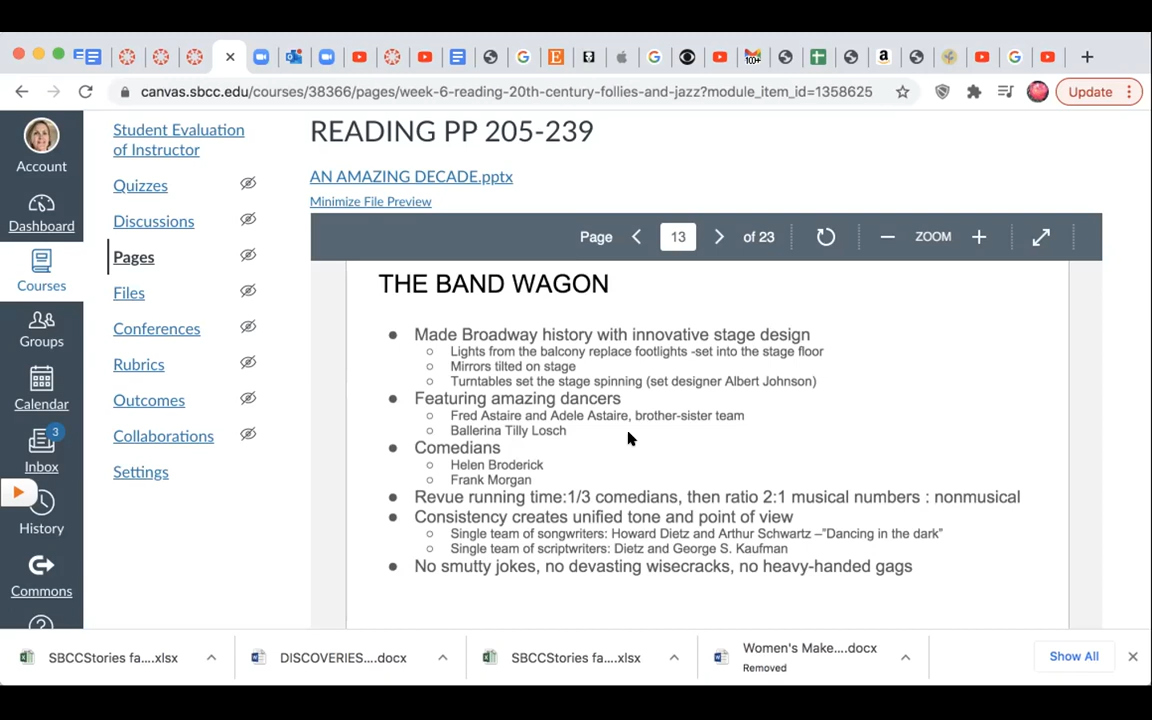 100+
canvas.sbcc.edu/courses/38366/pages/week-6-reading-20th-century-follies-and-jazz?module_item_id=1358625
Update
Account
Dashboard
Courses
Groups
Calendar
3
Inbox
History
Commons
Student Evaluation
of Instructor
Quizzes
Discussions
Pages
Files
Conferences
Rubrics
Outcomes
Collaborations
Settings
READING PP 205-239
AN AMAZING DECADE.pptx
Minimize File Preview
Page 13 of 23 ZOOM
THE BAND WAGON
● Made Broadway history with innovative stage design
○ Lights from the balcony replace footlights -set into the stage floor
○ Mirrors tilted on stage
○ Turntables set the stage spinning (set designer Albert Johnson)
● Featuring amazing dancers
○ Fred Astaire and Adele Astaire, brother-sister team
○ Ballerina Tilly Losch
● Comedians
○ Helen Broderick
○ Frank Morgan
● Revue running time:1/3 comedians, then ratio 2:1 musical numbers : nonmusical
● Consistency creates unified tone and point of view
○ Single team of songwriters: Howard Dietz and Arthur Schwartz –"Dancing in the dark"
○ Single team of scriptwriters: Dietz and George S. Kaufman
● No smutty jokes, no devasting wisecracks, no heavy-handed gags
SBCCStories fa....xlsx
DISCOVERIES....docx
SBCCStories fa....xlsx
Women's Make....docx
Removed
Show All